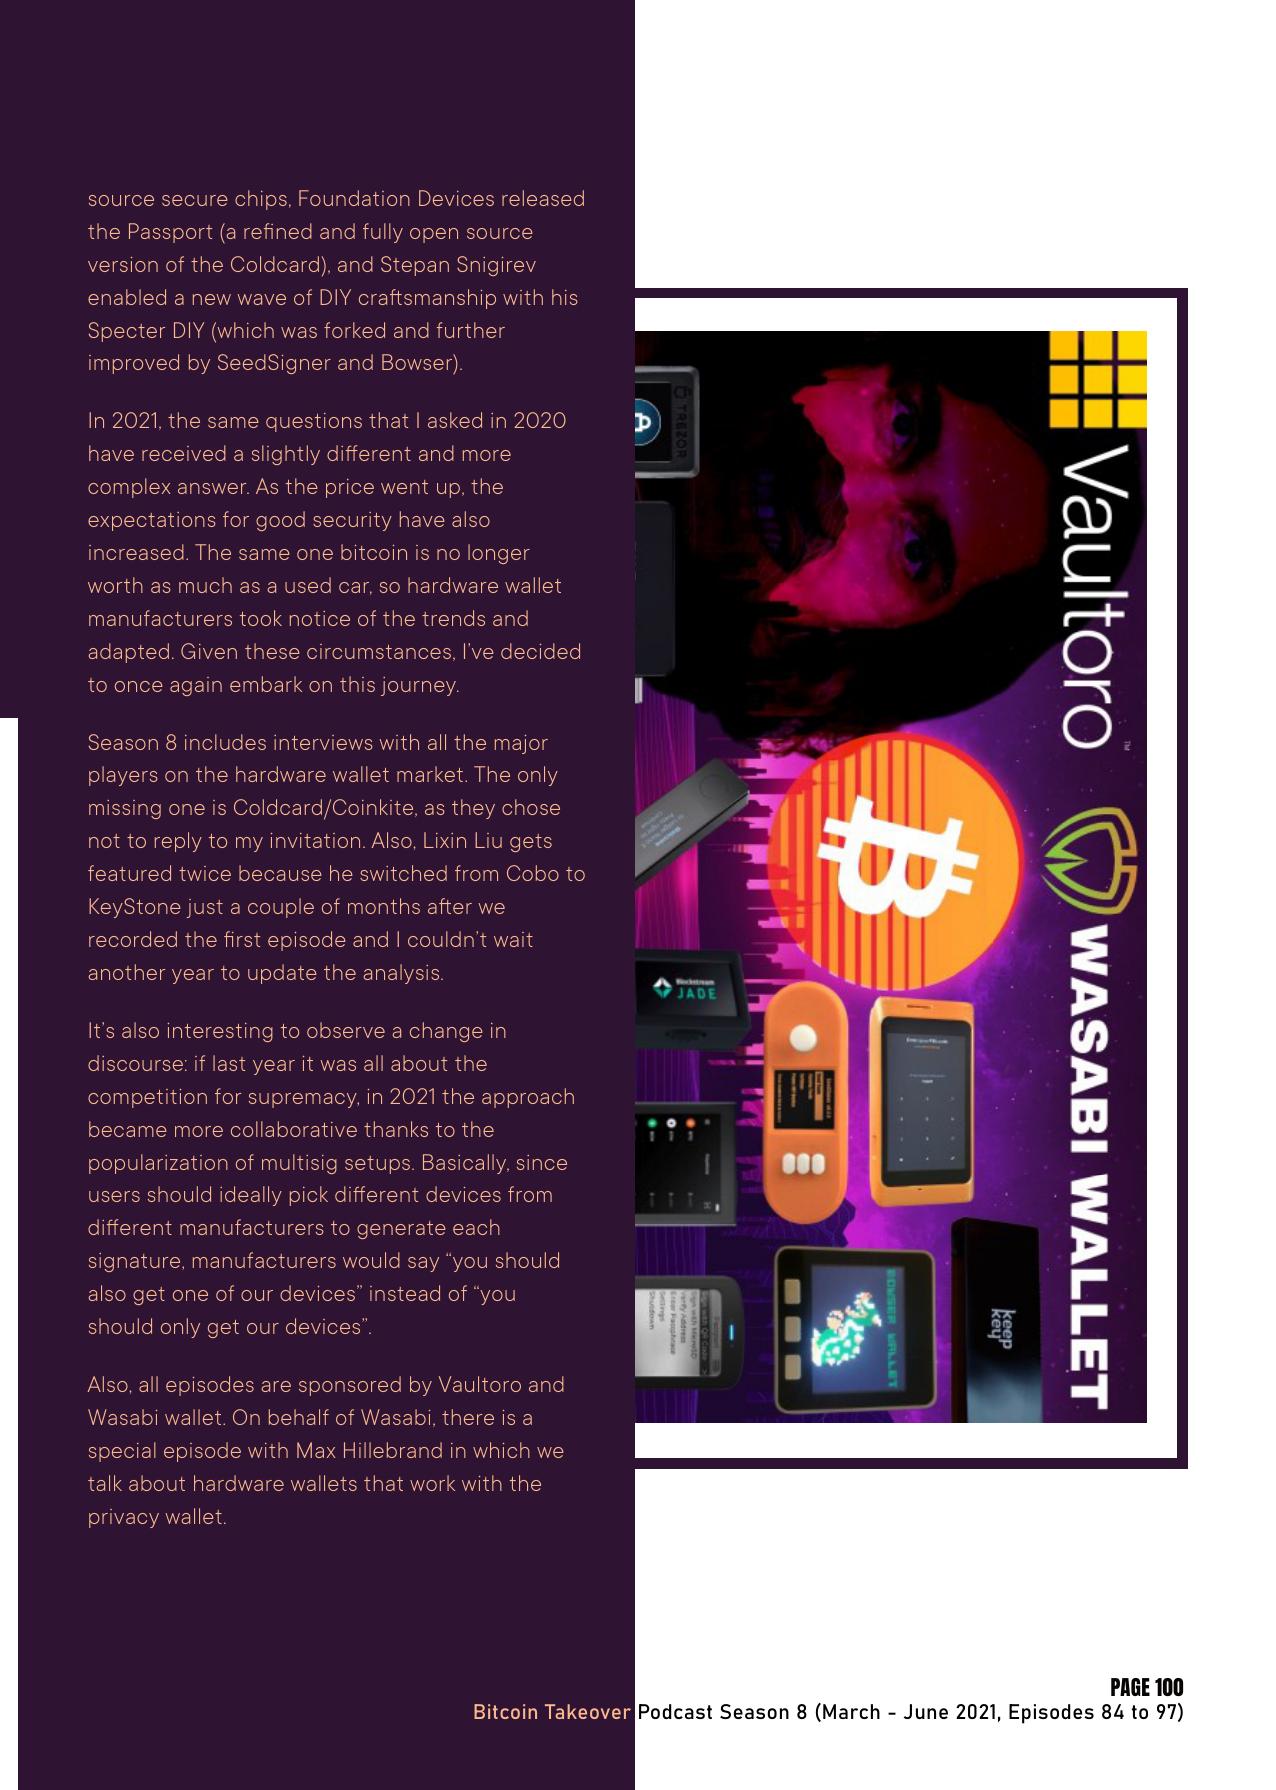 source secure chips, Foundation Devices released
the Passport (a refined and fully open source
version of the Coldcard), and Stepan Snigirev
enabled a new wave of DIY craftsmanship with his
Specter DIY (which was forked and further
improved by SeedSigner and Bowser).
In 2021, the same questions that I asked in 2020
have received a slightly different and more
complex answer. As the price went up, the
expectations for good security have also
increased. The same one bitcoin is no longer
worth as much as a used car, so hardware wallet
manufacturers took notice of the trends and
adapted. Given these circumstances, I've decided
to once again embark on this journey.
Season 8 includes interviews with all the major
players on the hardware wallet market. The only
missing one is Coldcard/Coinkite, as they chose
not to reply to my invitation. Also, Lixin Liu gets
featured twice because he switched from Cobo to
KeyStone just a couple of months after we
recorded the first episode and I couldn't wait
another year to update the analysis.
It's also interesting to observe a change in
discourse: if last year it was all about the
competition for supremacy, in 2021 the approach
became more collaborative thanks to the
popularization of multisig setups. Basically, since
users should ideally pick different devices from
different manufacturers to generate each
signature, manufacturers would say “you should
also get one of our devices” instead of “you
should only get our devices”.
Also, all episodes are sponsored by Vaultoro and
Wasabi wallet. On behalf of Wasabi, there is a
special episode with Max Hillebrand in which we
talk about hardware wallets that work with the
privacy wallet.
Vaultoro™
WASABI WALLET
TREZOR
Blockstream
JADE
BOWSER WALLET
keep
key
Passport
Sign with QR Code >
Sign with MicroSD
Verify Address
Enter Passphrase
Settings
Shutdown
PAGE 100
Bitcoin Takeover Podcast Season 8 (March - June 2021, Episodes 84 to 97)